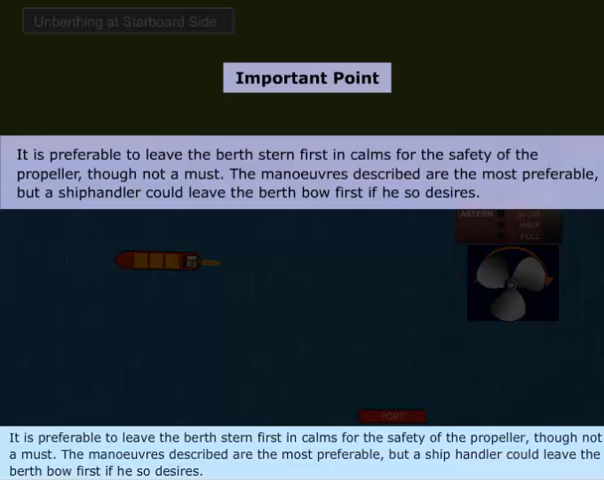 Unberthing at Starboard Side
Important Point
It is preferable to leave the berth stern first in calms for the safety of the
propeller, though not a must. The manoeuvres described are the most preferable,
but a shiphandler could leave the berth bow first if he so desires.
ASTERN SLOW
HALF
FULL
PORT
It is preferable to leave the berth stern first in calms for the safety of the propeller, though not
a must. The manoeuvres described are the most preferable, but a ship handler could leave the
berth bow first if he so desires.